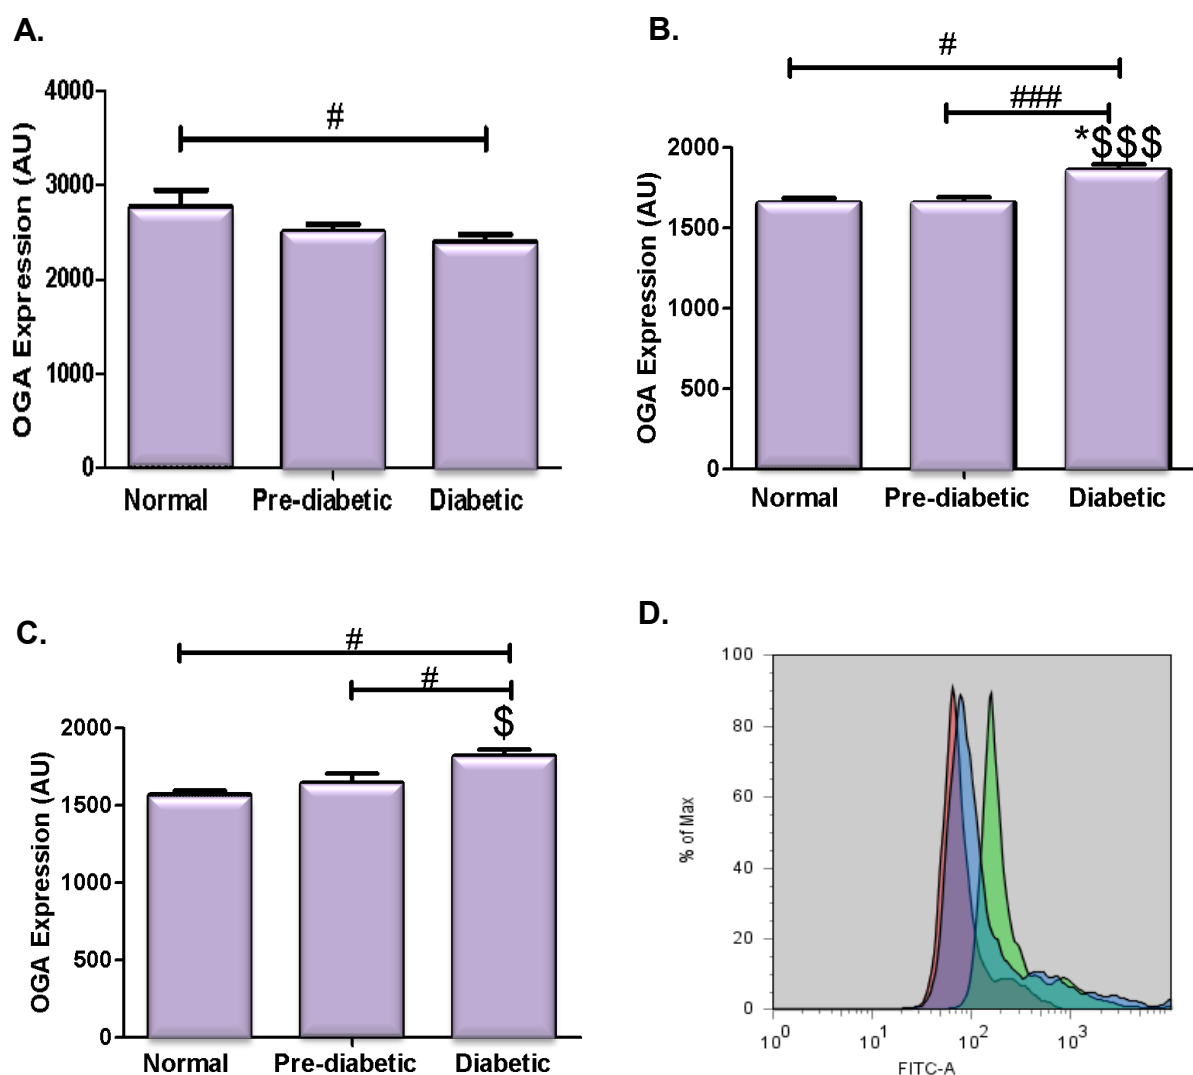 A.
#
OGA Expression (AU)
4000
3000
2000
1000
0
Normal Pre-diabetic Diabetic
B.
#
###
*$$$
OGA Expression (AU)
2000
1500
1000
500
0
Normal Pre-diabetic Diabetic
C.
#
#
$
OGA Expression (AU)
2000
1500
1000
500
0
Normal Pre-diabetic Diabetic
D.
% of Max
100
80
60
40
20
0
10⁰ 10¹ 10² 10³
FITC-A